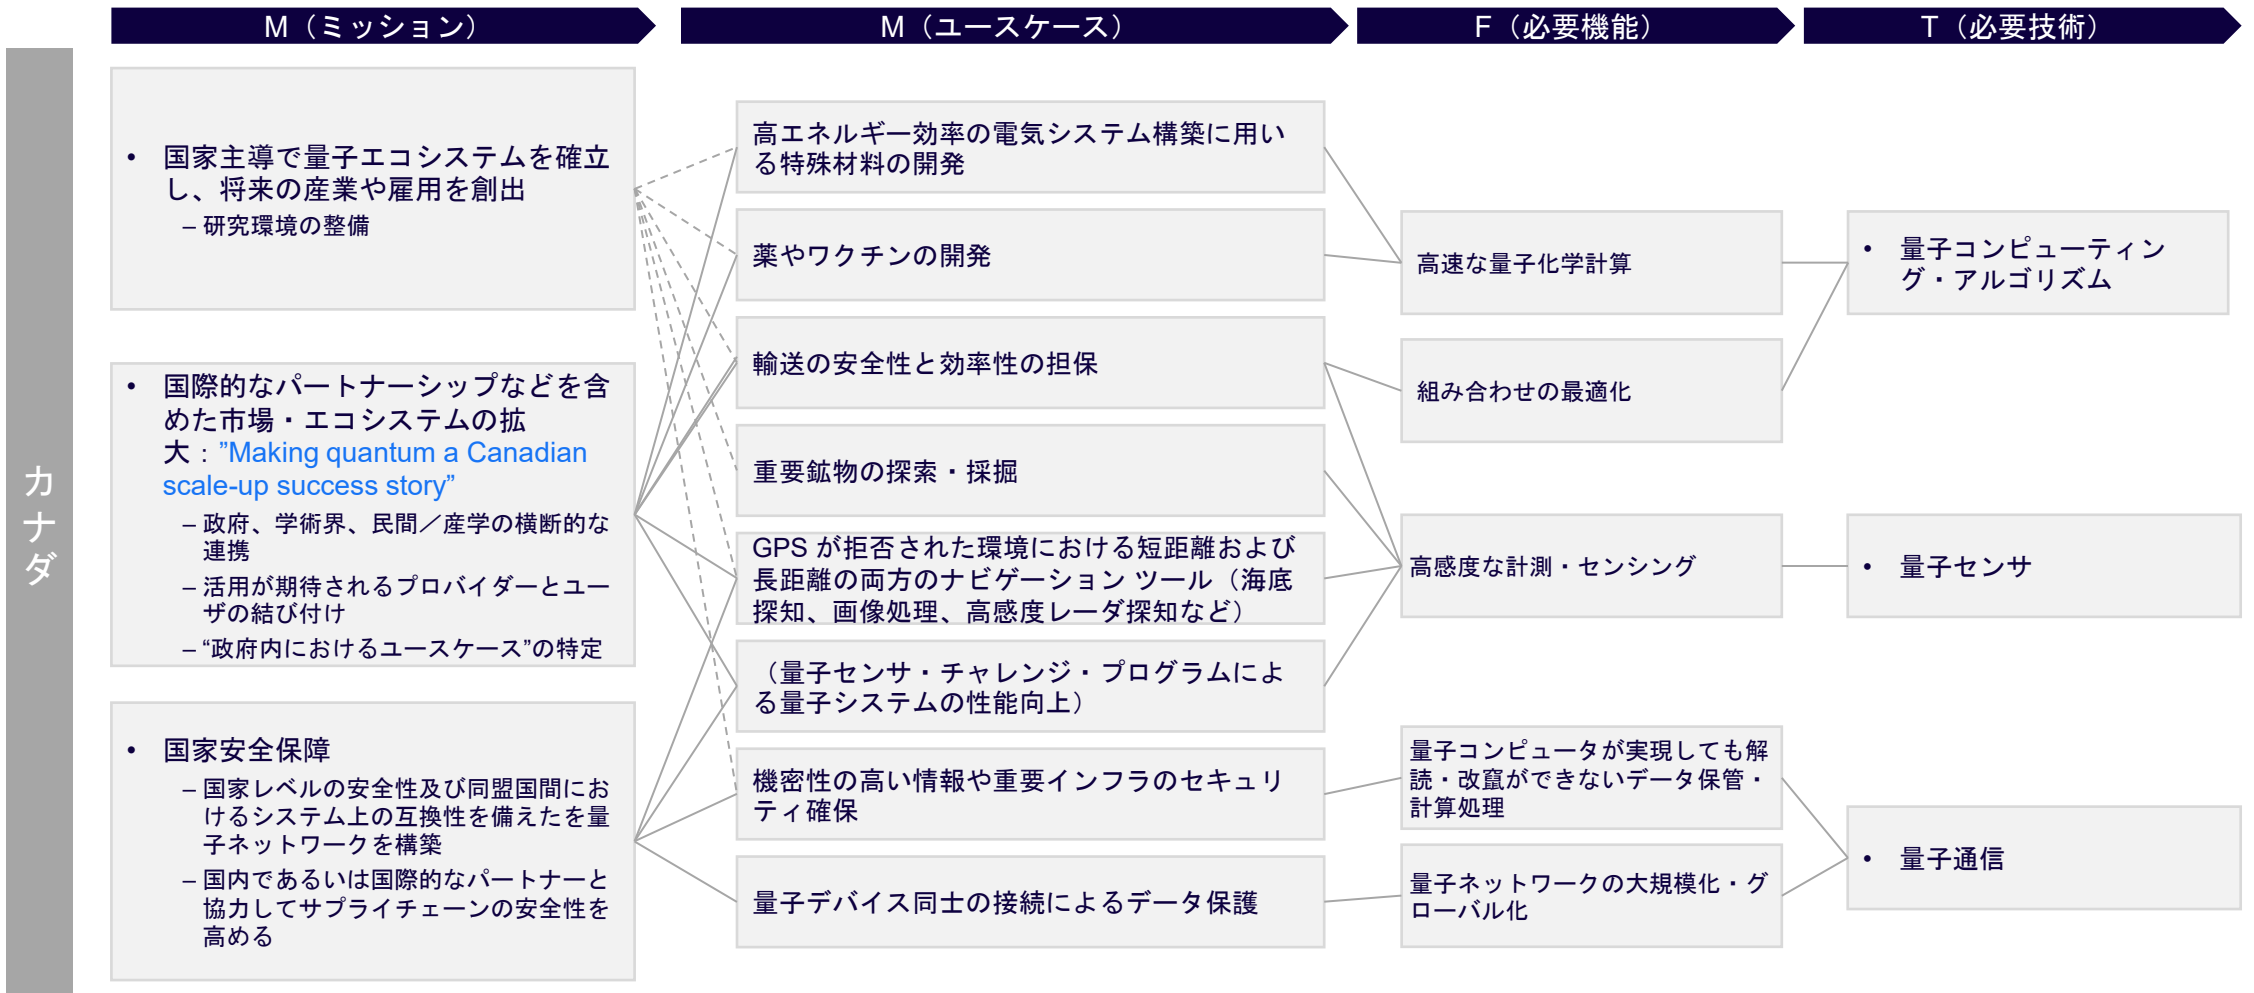 M（ミッション）
M（ユースケース）
F（必要機能）
T（必要技術）
カナダ
• 国家主導で量子エコシステムを確立
し、将来の産業や雇用を創出
– 研究環境の整備
• 国際的なパートナーシップなどを含
めた市場・エコシステムの拡
大：”Making quantum a Canadian
scale-up success story”
– 政府、学術界、民間／産学の横断的な
連携
– 活用が期待されるプロバイダーとユー
ザの結び付け
– “政府内におけるユースケース”の特定
• 国家安全保障
– 国家レベルの安全性及び同盟国間にお
けるシステム上の互換性を備えたを量
子ネットワークを構築
– 国内であるいは国際的なパートナーと
協力してサプライチェーンの安全性を
高める
高エネルギー効率の電気システム構築に用い
る特殊材料の開発
薬やワクチンの開発
輸送の安全性と効率性の担保
重要鉱物の探索・採掘
GPS が拒否された環境における短距離および
長距離の両方のナビゲーション ツール（海底
探知、画像処理、高感度レーダ探知など）
（量子センサ・チャレンジ・プログラムによ
る量子システムの性能向上）
機密性の高い情報や重要インフラのセキュリ
ティ確保
量子デバイス同士の接続によるデータ保護
高速な量子化学計算
組み合わせの最適化
高感度な計測・センシング
量子コンピュータが実現しても解
読・改竄ができないデータ保管・
計算処理
量子ネットワークの大規模化・グ
ローバル化
• 量子コンピューティン
グ・アルゴリズム
• 量子センサ
• 量子通信